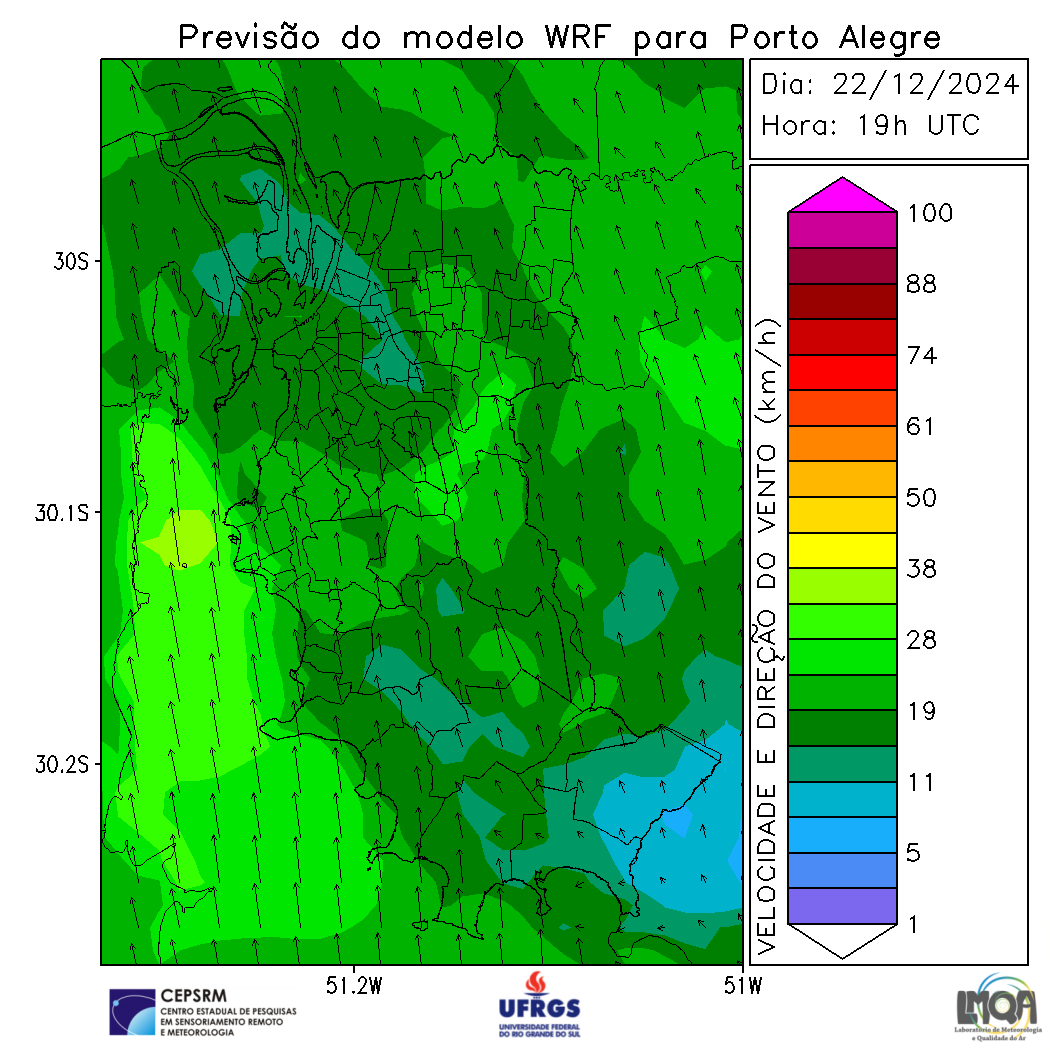 Previsão do modelo WRF para Porto Alegre
Dia: 22/12/2024
Hora: 19h UTC
30S
30.1S
30.2S
51.2W
51W
VELOCIDADE E DIREÇÃO DO VENTO (km/h)
100
88
74
61
50
38
28
19
11
5
1
CEPSRM
CENTRO ESTADUAL DE PESQUISAS
EM SENSORIAMENTO REMOTO
E METEOROLOGIA
UFRGS
UNIVERSIDADE FEDERAL
DO RIO GRANDE DO SUL
LMQA
Laboratório de Meteorologia
e Qualidade do Ar